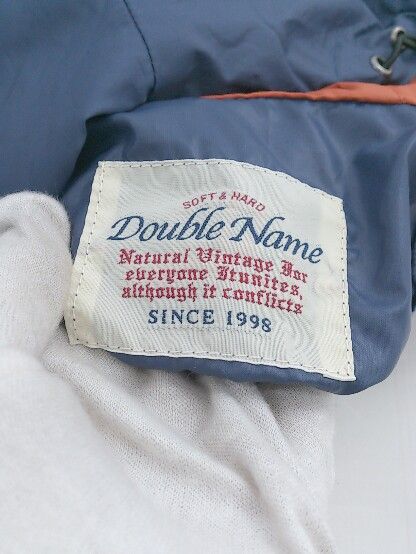 SOFT & HARD
Double Name
Natural Vintage For
everyone Itunites,
although it conflicts
SINCE 1998